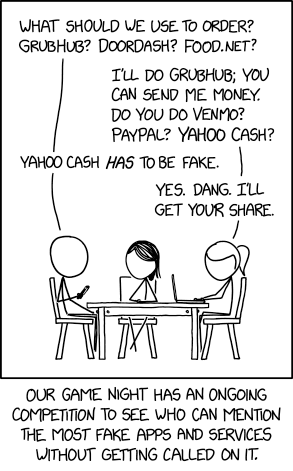 WHAT SHOULD WE USE TO ORDER?
GRUBHUB? DOORDASH? FOOD.NET?
I'LL DO GRUBHUB; YOU
CAN SEND ME MONEY.
DO YOU DO VENMO?
PAYPAL? YAHOO CASH?
YAHOO CASH HAS TO BE FAKE.
YES. DANG. I'LL
GET YOUR SHARE.
OUR GAME NIGHT HAS AN ONGOING
COMPETITION TO SEE WHO CAN MENTION
THE MOST FAKE APPS AND SERVICES
WITHOUT GETTING CALLED ON IT.